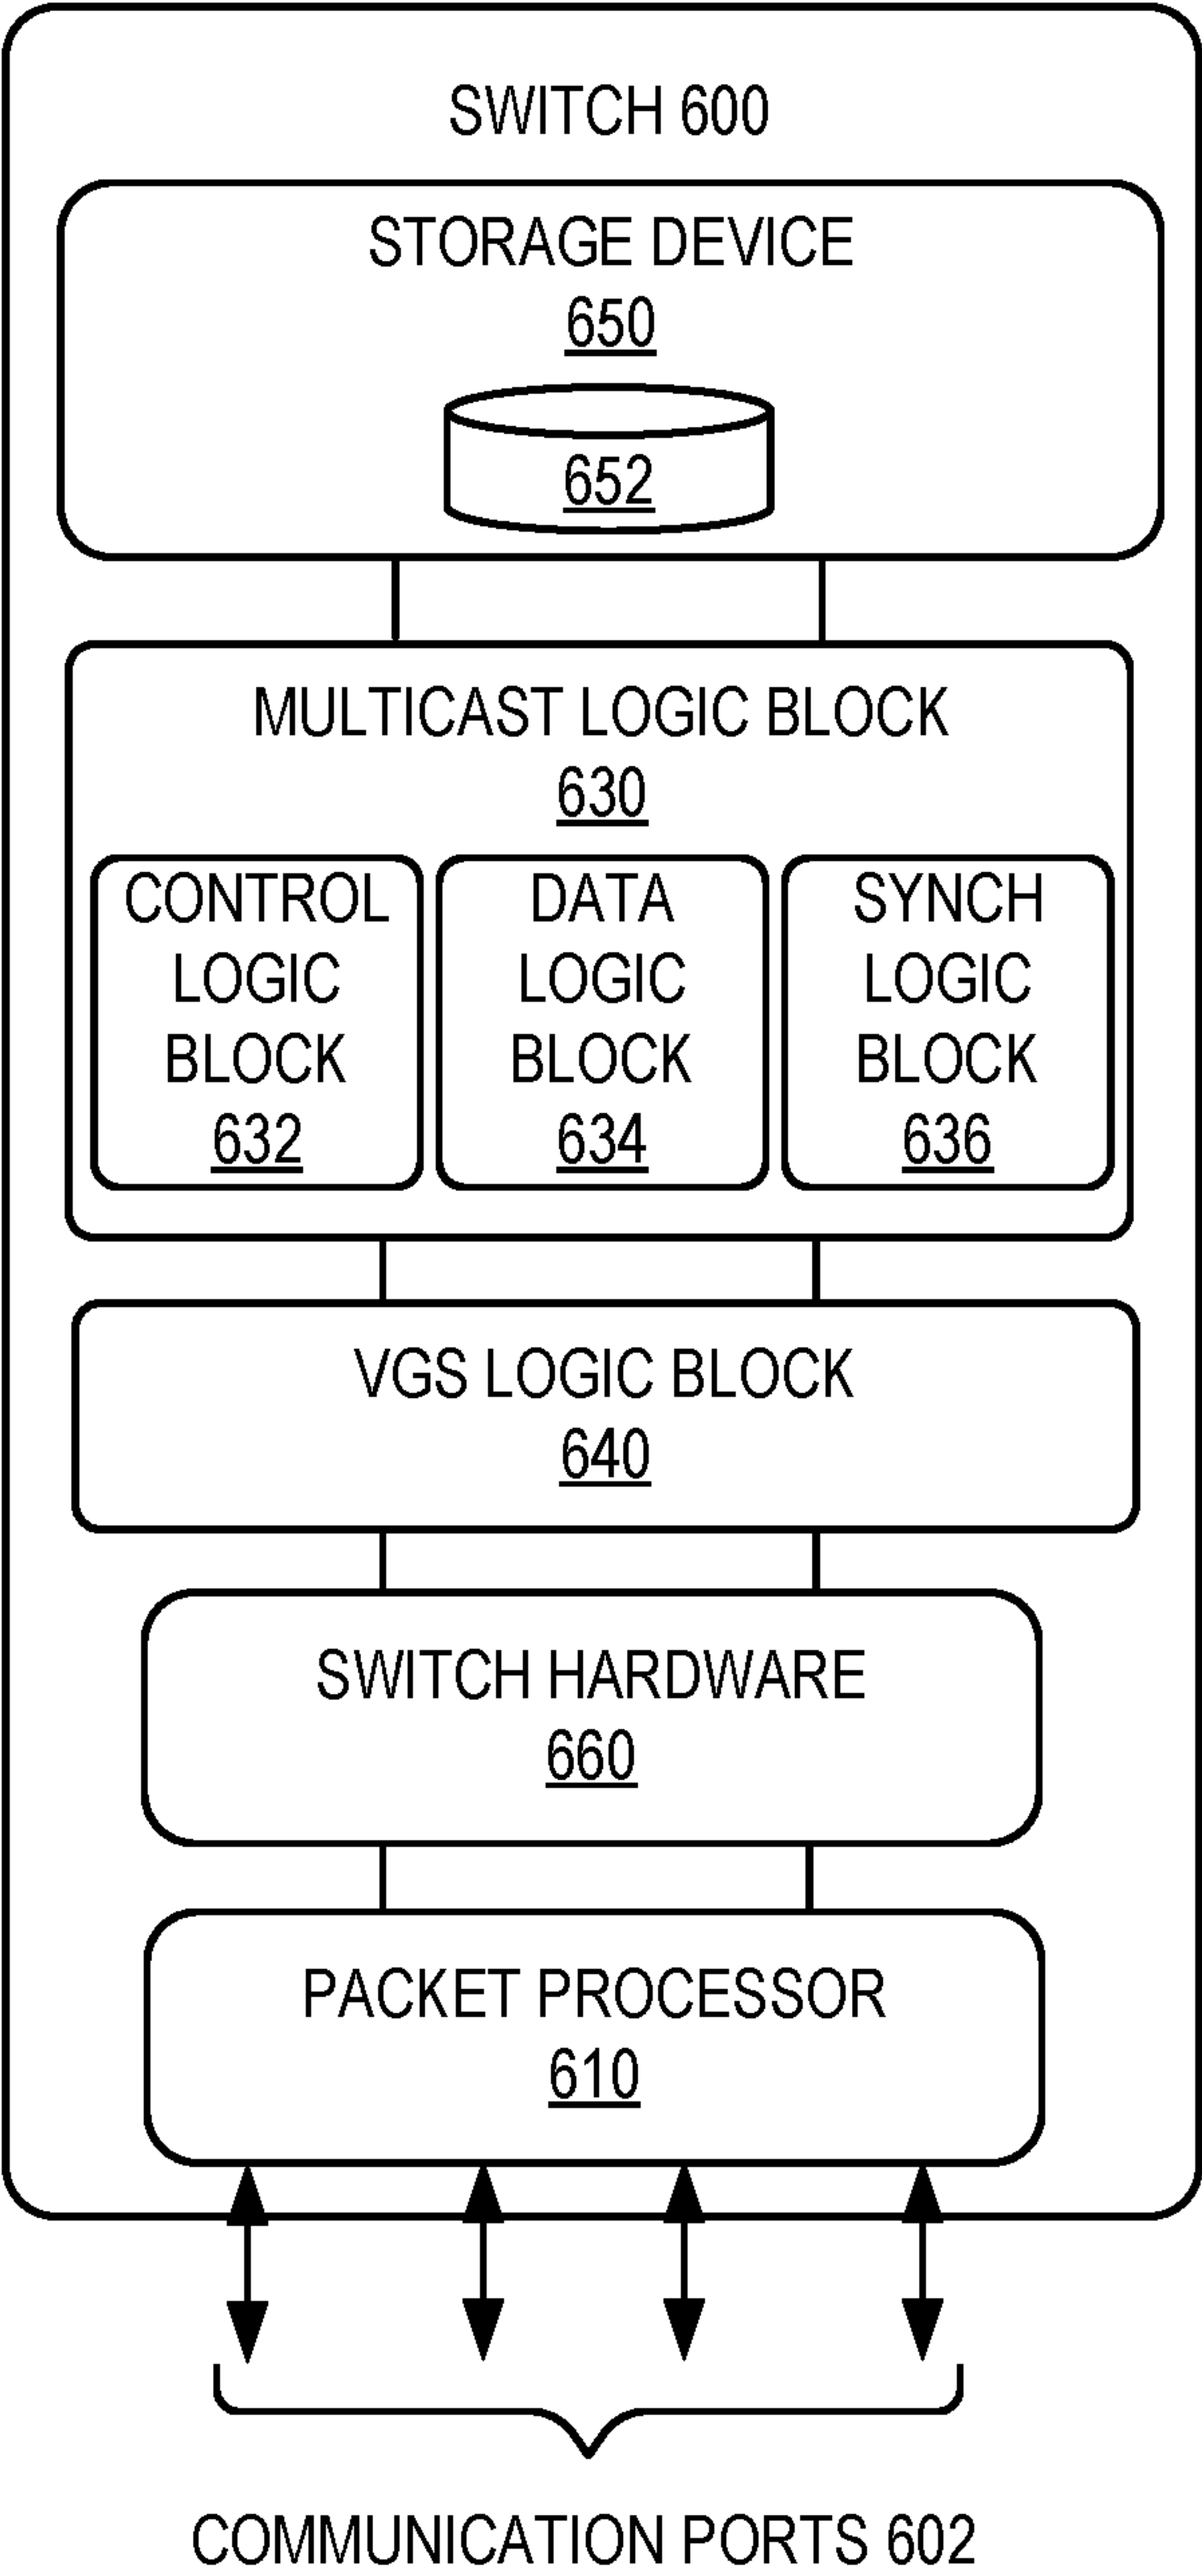 SWITCH 600
STORAGE DEVICE
650
652
MULTICAST LOGIC BLOCK
630
CONTROL
LOGIC
BLOCK
632
DATA
LOGIC
BLOCK
634
SYNCH
LOGIC
BLOCK
636
VGS LOGIC BLOCK
640
SWITCH HARDWARE
660
PACKET PROCESSOR
610
COMMUNICATION PORTS 602